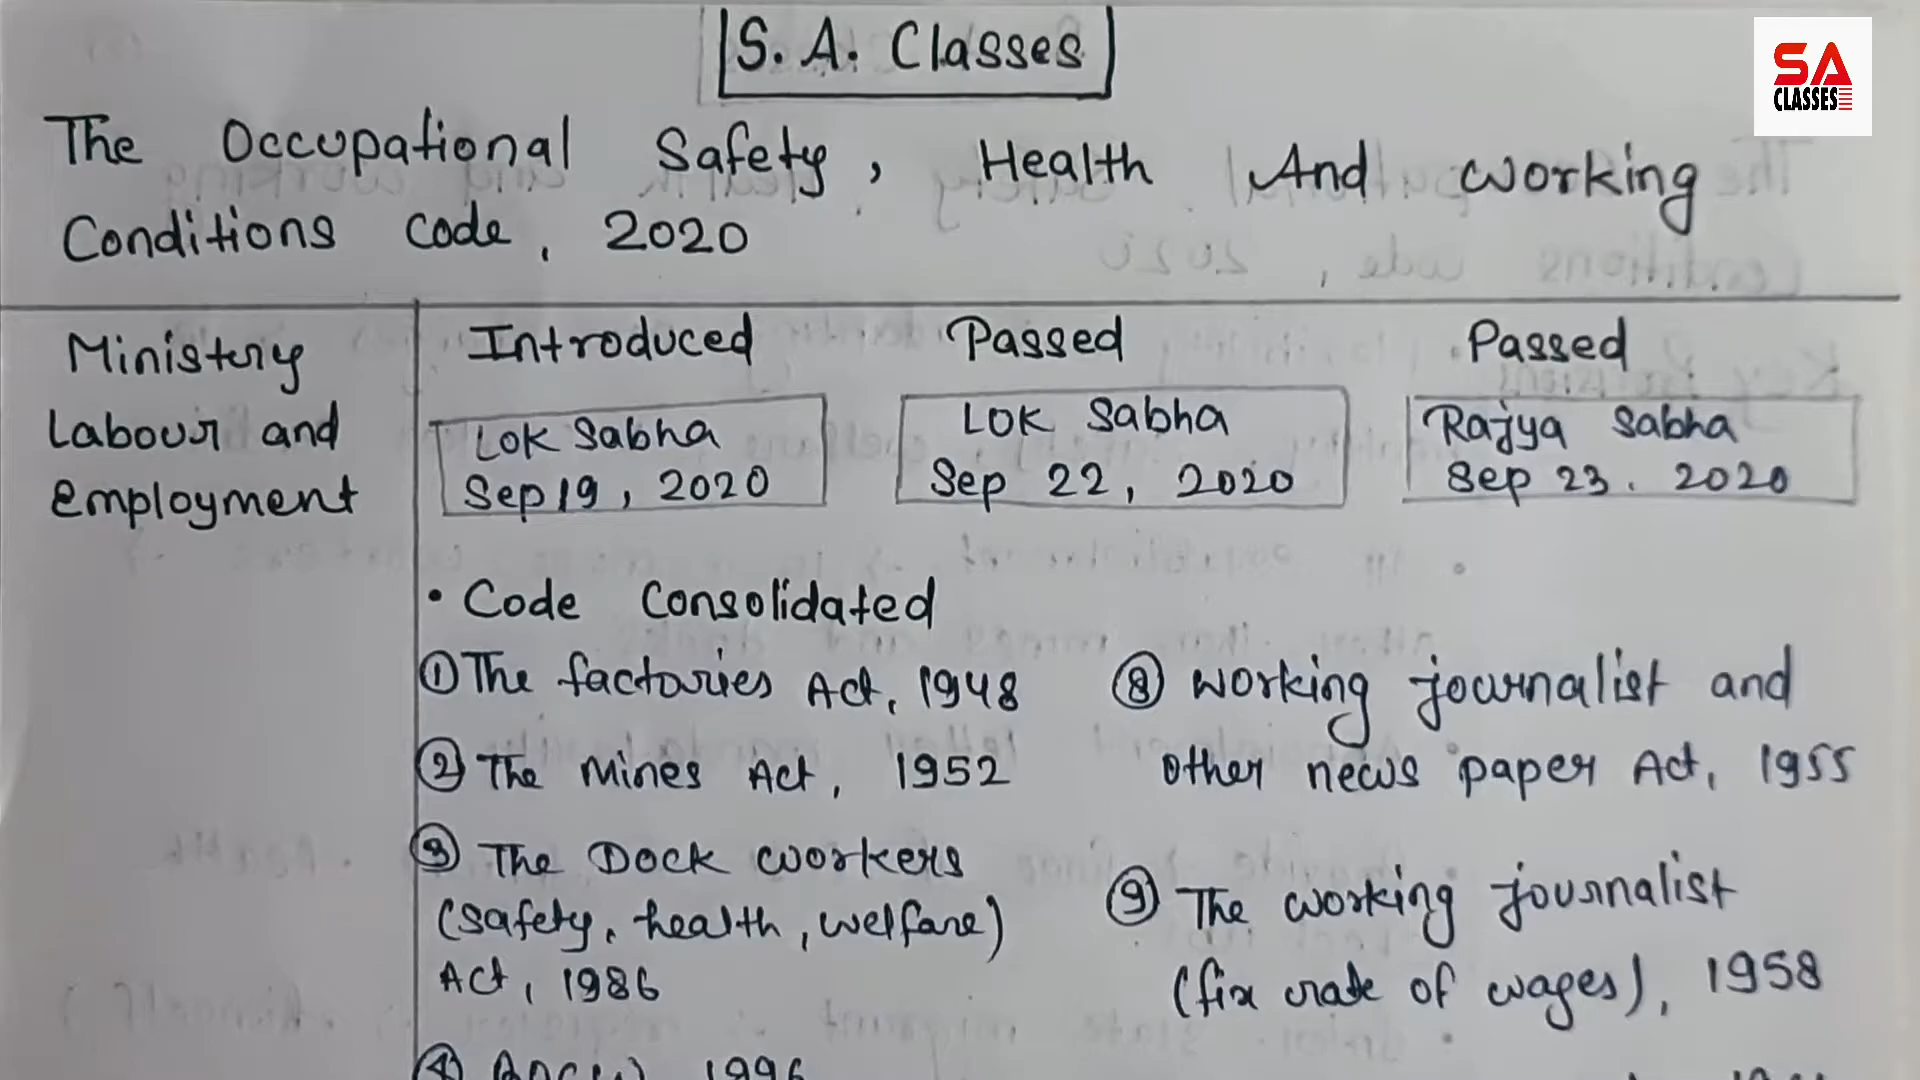 S. A. Classes
SA
CLASSES
The Occupational Safety, Health And working
Conditions code, 2020
Ministry
Labour and
employment
Introduced
Lok Sabha
Sep 19, 2020
Passed
Lok Sabha
Sep 22, 2020
Passed
Rajya Sabha
Sep 23. 2020
• Code Consolidated
① The factories Act, 1948
② The Mines Act, 1952
③ The Dock workers
(safety, health, welfare)
Act, 1986
④ 1996
⑧ working journalist and
other news paper Act, 1955
⑨ The working journalist
(fix rate of wages), 1958